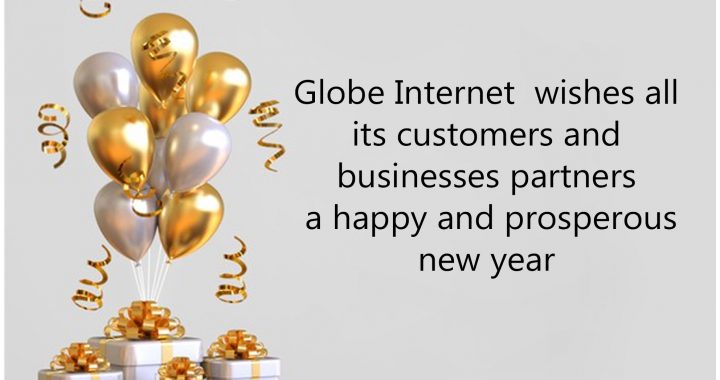 Globe Internet  wishes all
its customers and
businesses partners
a happy and prosperous
new year